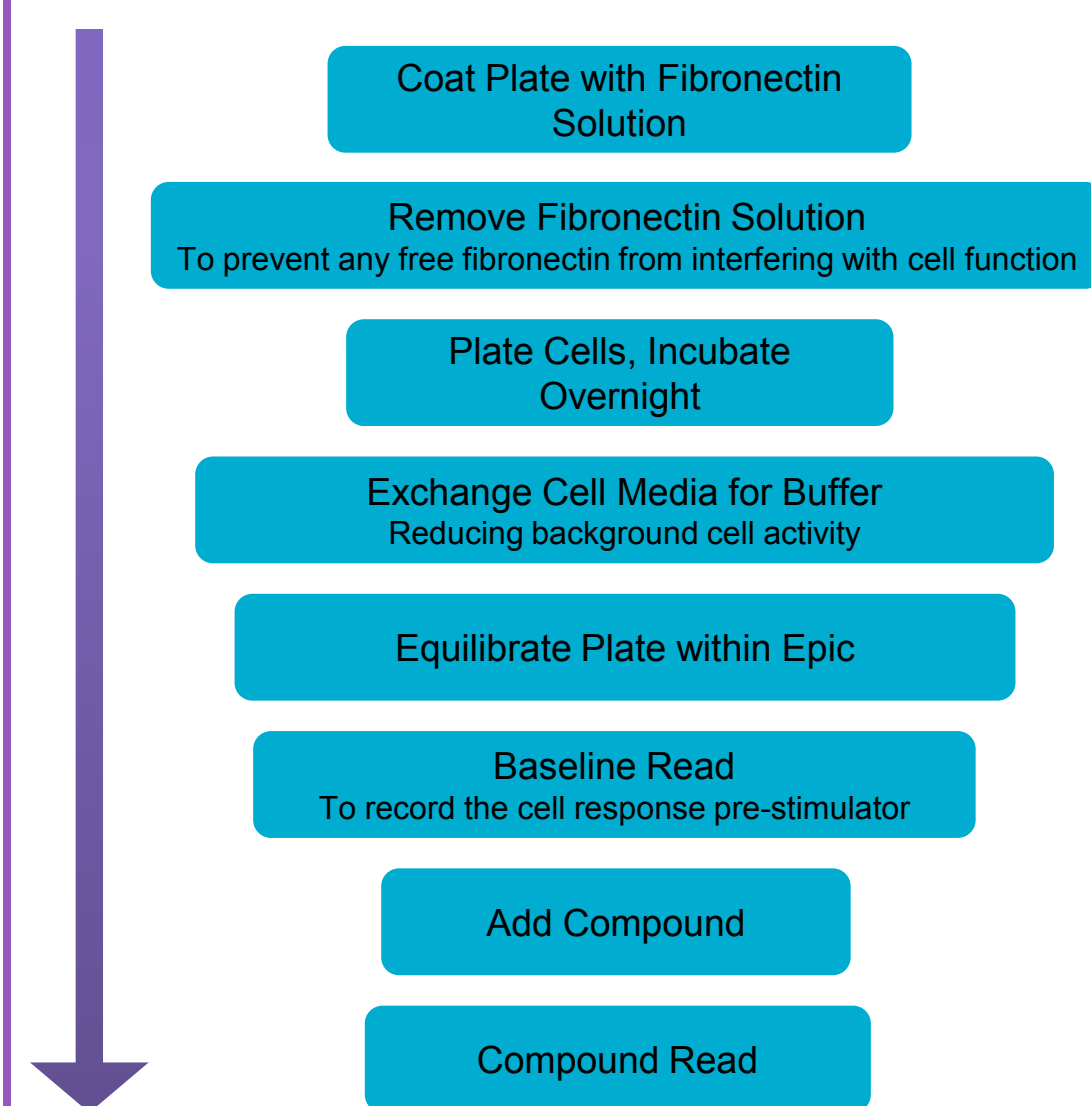 Coat Plate with Fibronectin
Solution
Remove Fibronectin Solution
To prevent any free fibronectin from interfering with cell function
Plate Cells, Incubate
Overnight
Exchange Cell Media for Buffer
Reducing background cell activity
Equilibrate Plate within Epic
Baseline Read
To record the cell response pre-stimulator
Add Compound
Compound Read